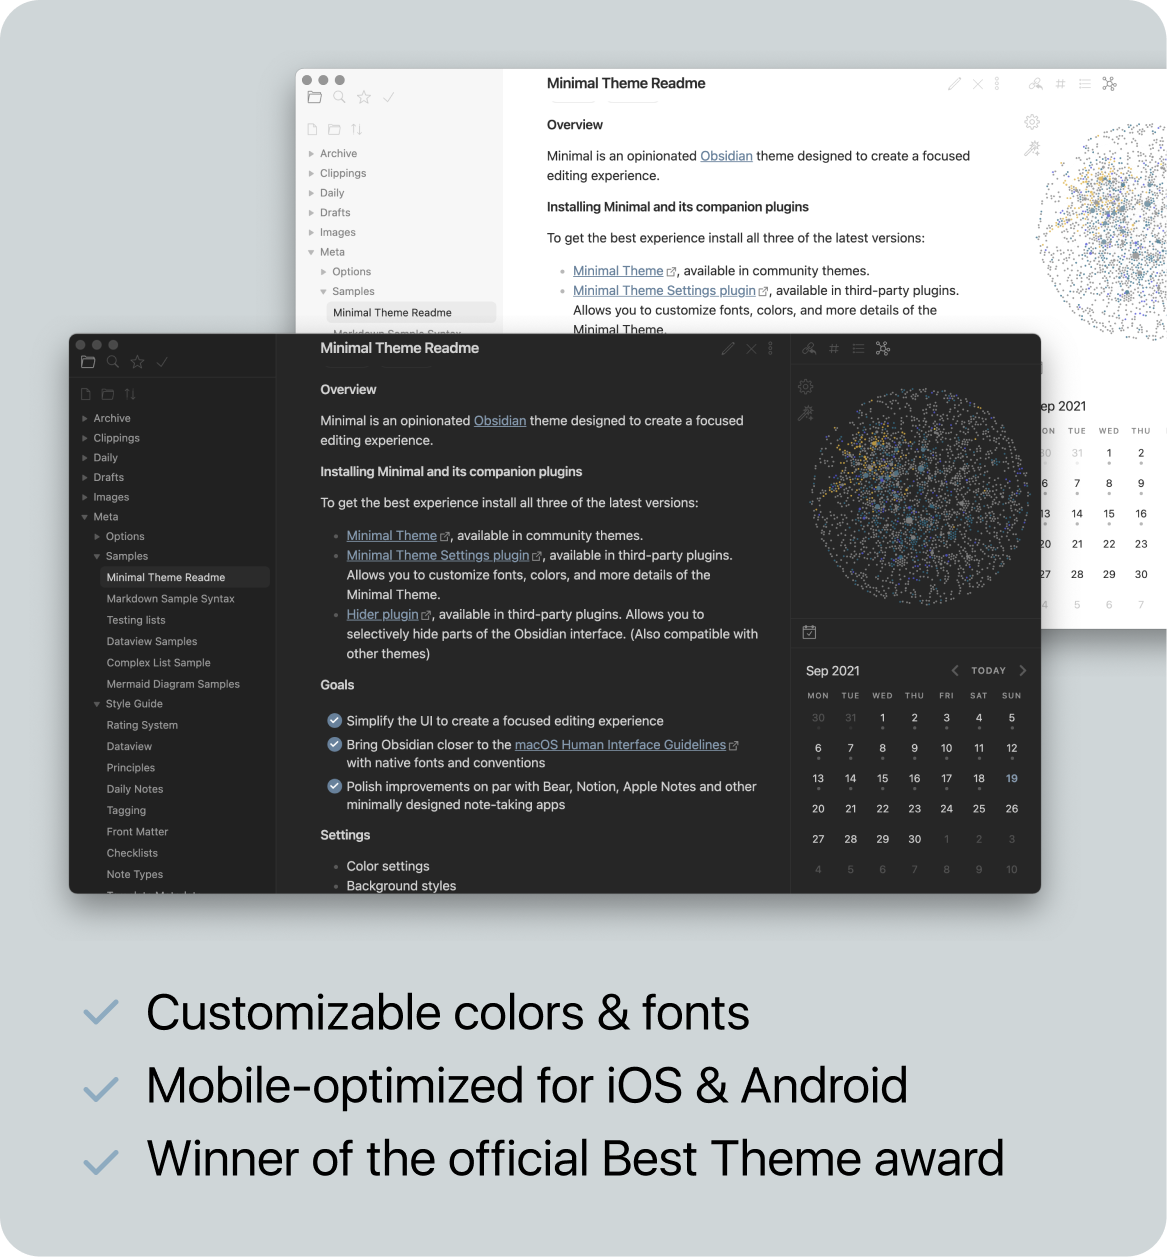 Minimal Theme Readme
Archive
Clippings
Daily
Drafts
Images
Meta
Options
Samples
Minimal Theme Readme
Overview
Minimal is an opinionated Obsidian theme designed to create a focused
editing experience.
Installing Minimal and its companion plugins
To get the best experience install all three of the latest versions:
Minimal Theme, available in community themes.
Minimal Theme Settings plugin, available in third-party plugins.
Allows you to customize fonts, colors, and more details of the
Minimal Theme.
ep 2021
ON TUE WED THU
30 31 1 2
6 7 8 9
13 14 15 16
20 21 22 23
27 28 29 30
4 5 6 7
Archive
Clippings
Daily
Drafts
Images
Meta
Options
Samples
Minimal Theme Readme
Markdown Sample Syntax
Testing lists
Dataview Samples
Complex List Sample
Mermaid Diagram Samples
Style Guide
Rating System
Dataview
Principles
Daily Notes
Tagging
Front Matter
Checklists
Note Types
Minimal Theme Readme
Overview
Minimal is an opinionated Obsidian theme designed to create a focused
editing experience.
Installing Minimal and its companion plugins
To get the best experience install all three of the latest versions:
Minimal Theme, available in community themes.
Minimal Theme Settings plugin, available in third-party plugins.
Allows you to customize fonts, colors, and more details of the
Minimal Theme.
Hider plugin, available in third-party plugins. Allows you to
selectively hide parts of the Obsidian interface. (Also compatible with
other themes)
Goals
Simplify the UI to create a focused editing experience
Bring Obsidian closer to the macOS Human Interface Guidelines
with native fonts and conventions
Polish improvements on par with Bear, Notion, Apple Notes and other
minimally designed note-taking apps
Settings
Color settings
Background styles
Sep 2021 TODAY
MON TUE WED THU FRI SAT SUN
30 31 1 2 3 4 5
6 7 8 9 10 11 12
13 14 15 16 17 18 19
20 21 22 23 24 25 26
27 28 29 30 1 2 3
4 5 6 7 8 9 10
Customizable colors & fonts
Mobile-optimized for iOS & Android
Winner of the official Best Theme award